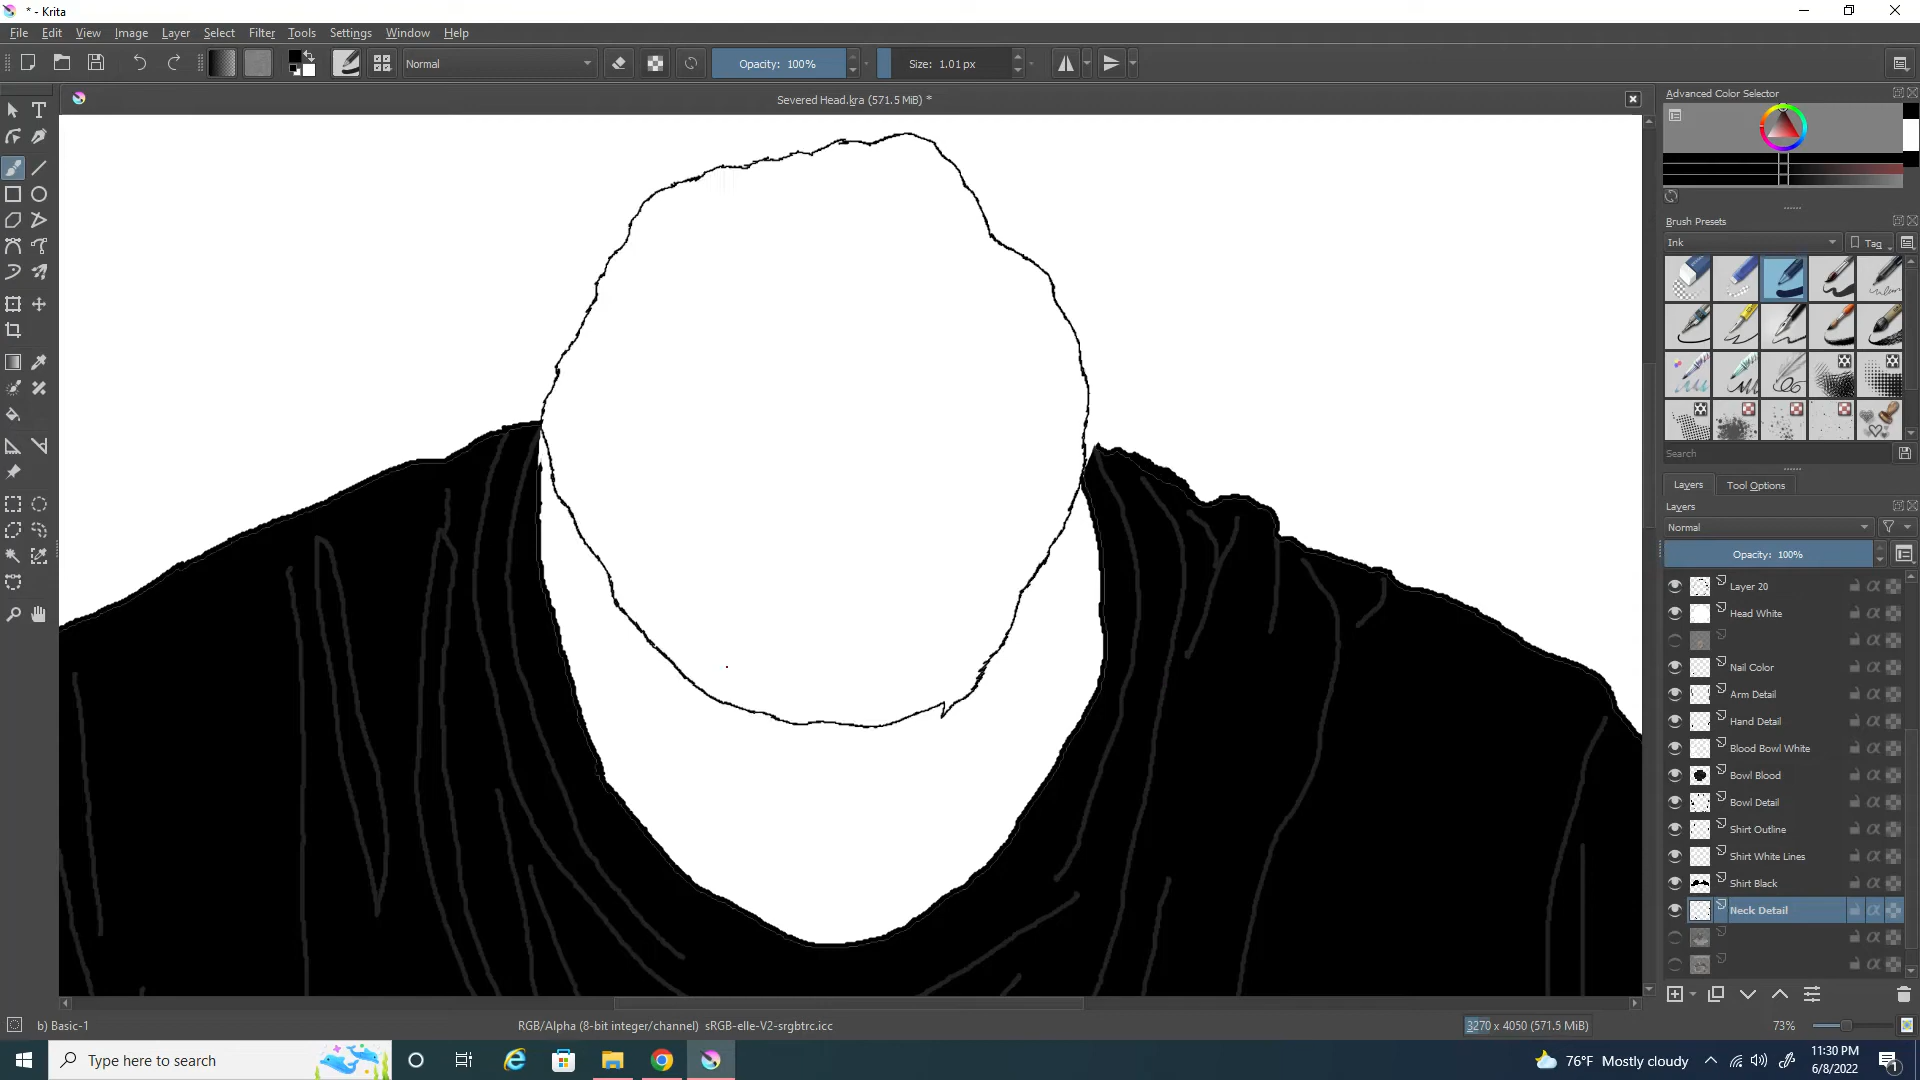 * - Krita
File Edit View Image Layer Select Filter Tools Settings Window Help
Normal
Opacity: 100%
Size: 1.01 px
Severed Head.kra (571.5 MiB) *
Advanced Color Selector
Brush Presets
Ink
Tag
Search
Layers
Tool Options
Layers
Normal
Opacity: 100%
Layer 20
Head White
Nail Color
Arm Detail
Hand Detail
Blood Bowl White
Bowl Blood
Bowl Detail
Shirt Outline
Shirt White Lines
Shirt Black
Neck Detail
b) Basic-1
RGB/Alpha (8-bit integer/channel) sRGB-elle-V2-srgbtrc.icc
3270 x 4050 (571.5 MiB)
73%
Type here to search
76°F Mostly cloudy
11:30 PM
6/8/2022
1